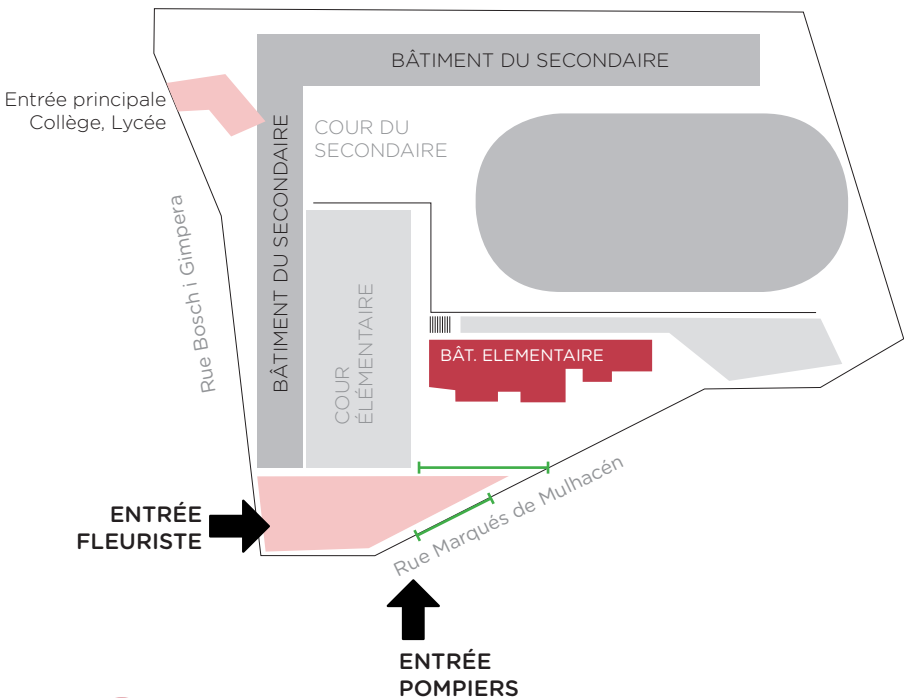 BÂTIMENT DU SECONDAIRE
Entrée principale
Collège, Lycée
COUR DU
SECONDAIRE
BÂTIMENT DU SECONDAIRE
Rue Bosch i Gimpera
COUR
ÉLÉMENTAIRE
BÂT. ELEMENTAIRE
Rue Marqués de Mulhacén
ENTRÉE
FLEURISTE
ENTRÉE
POMPIERS